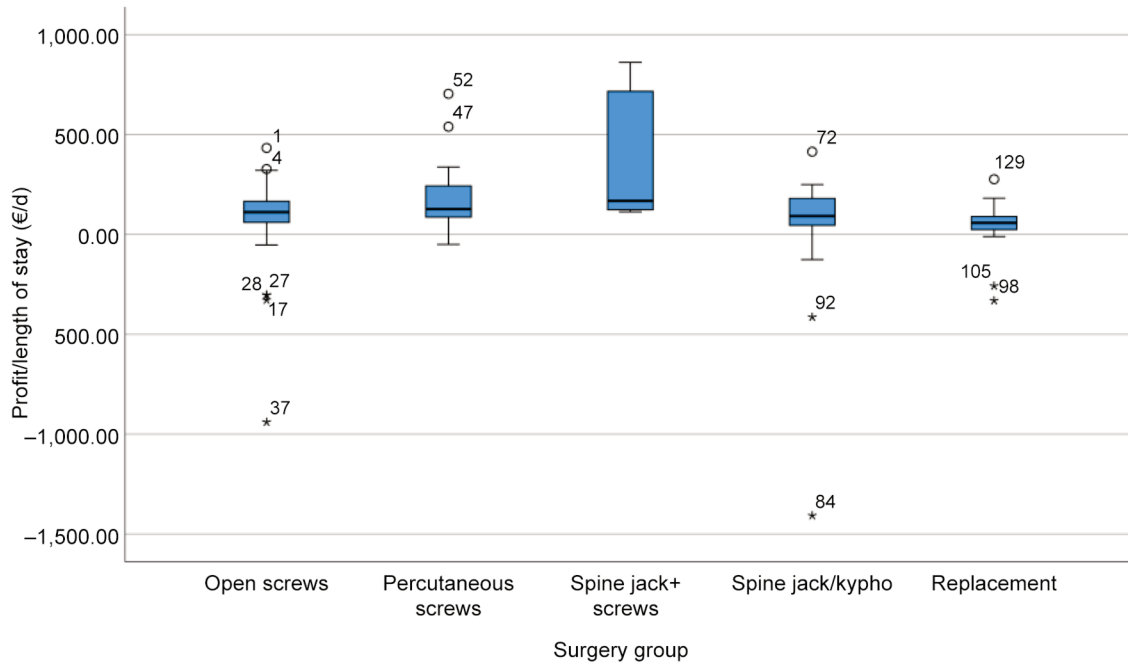 1,000.00
500.00
0.00
500.00
–1,000.00
–1,500.00
Profit/length of stay (€/d)
1
4
28
27
17
37
52
47
72
92
84
129
105
98
Open screws
Percutaneous
screws
Spine jack+
screws
Spine jack/kypho
Replacement
Surgery group